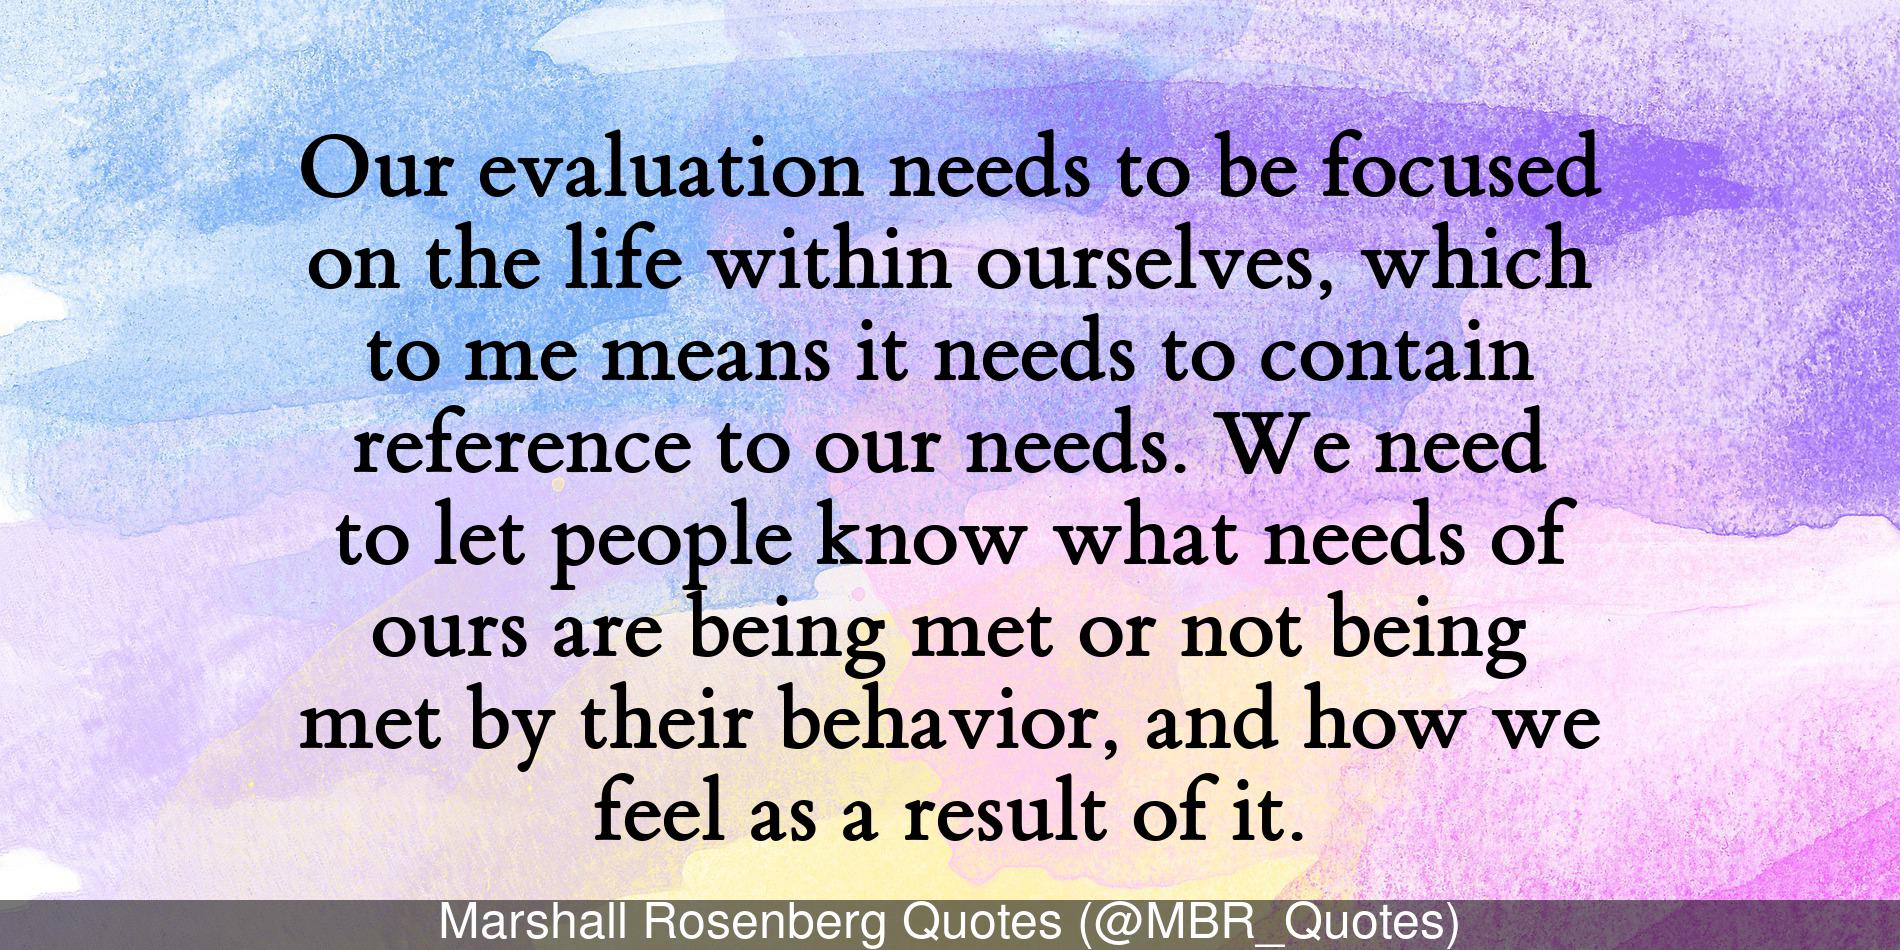 Our evaluation needs to be focused
on the life within ourselves, which
to me means it needs to contain
reference to our needs. We need
to let people know what needs of
ours are being met or not being
met by their behavior, and how we
feel as a result of it.
Marshall Rosenberg Quotes (@MBR_Quotes)